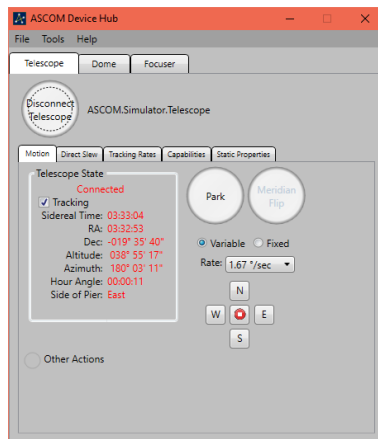 ASCOM Device Hub
File Tools Help
Telescope Dome Focuser
Disconnect
Telescope
ASCOM.Simulator.Telescope
Motion Direct Slew Tracking Rates Capabilities Static Properties
Telescope State
Connected
Tracking
Sidereal Time: 03:33:04
RA: 03:32:53
Dec: -019° 35' 40"
Altitude: 038° 55' 17"
Azimuth: 180° 03' 11"
Hour Angle: 00:00:11
Side of Pier: East
Park
Meridian
Flip
Variable Fixed
Rate: 1.67 °/sec
N
W E
S
Other Actions